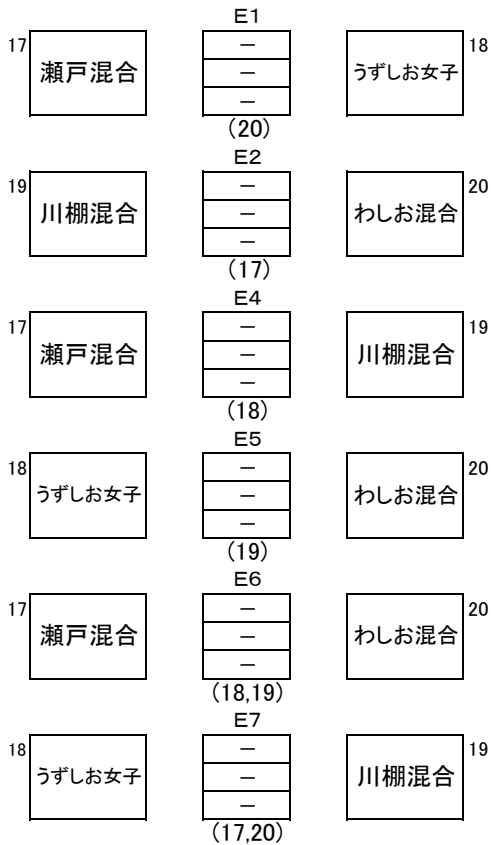 E1
17 瀬戸混合 － うずしお女子 18
－
－
(20)
E2
19 川棚混合 － わしお混合 20
－
－
(17)
E4
17 瀬戸混合 － 川棚混合 19
－
－
(18)
E5
18 うずしお女子 － わしお混合 20
－
－
(19)
E6
17 瀬戸混合 － わしお混合 20
－
－
(18,19)
E7
18 うずしお女子 － 川棚混合 19
－
－
(17,20)